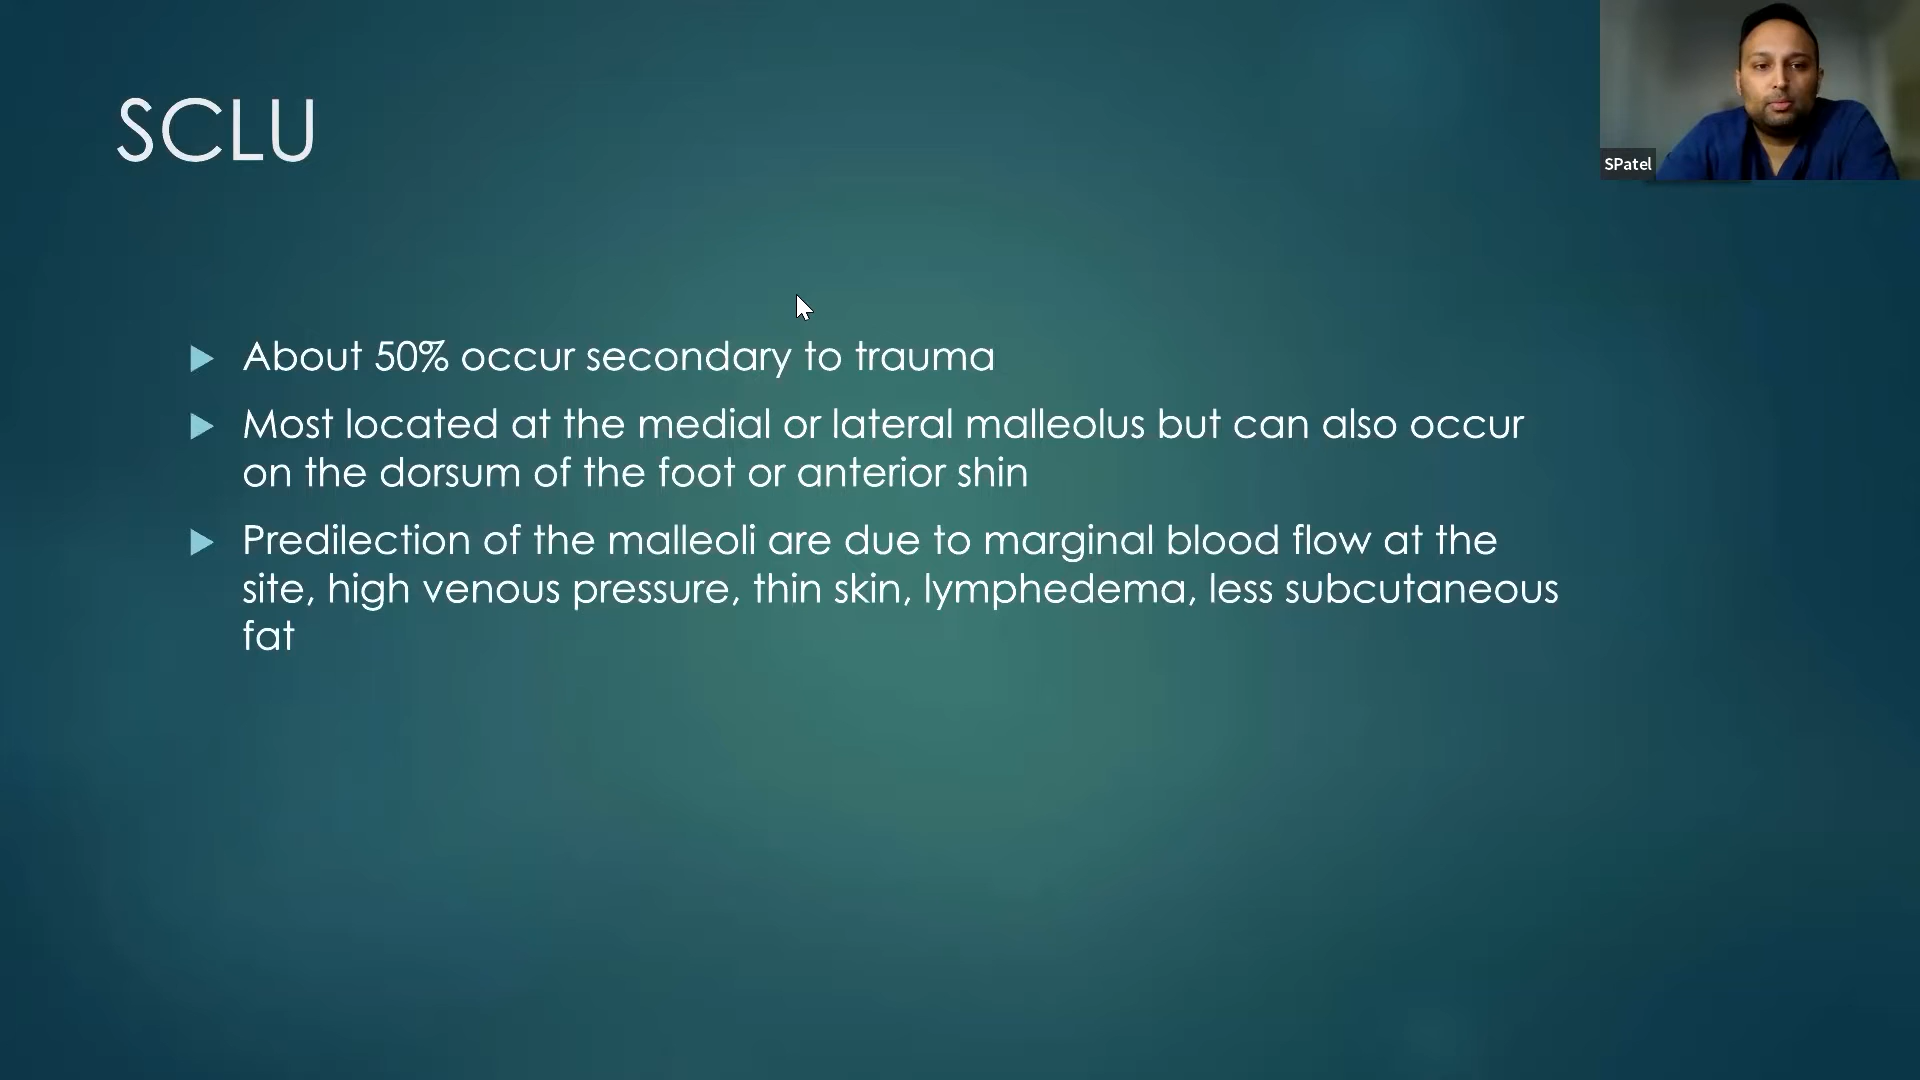 SCLU
SPatel
About 50% occur secondary to trauma
Most located at the medial or lateral malleolus but can also occur
on the dorsum of the foot or anterior shin
Predilection of the malleoli are due to marginal blood flow at the
site, high venous pressure, thin skin, lymphedema, less subcutaneous
fat